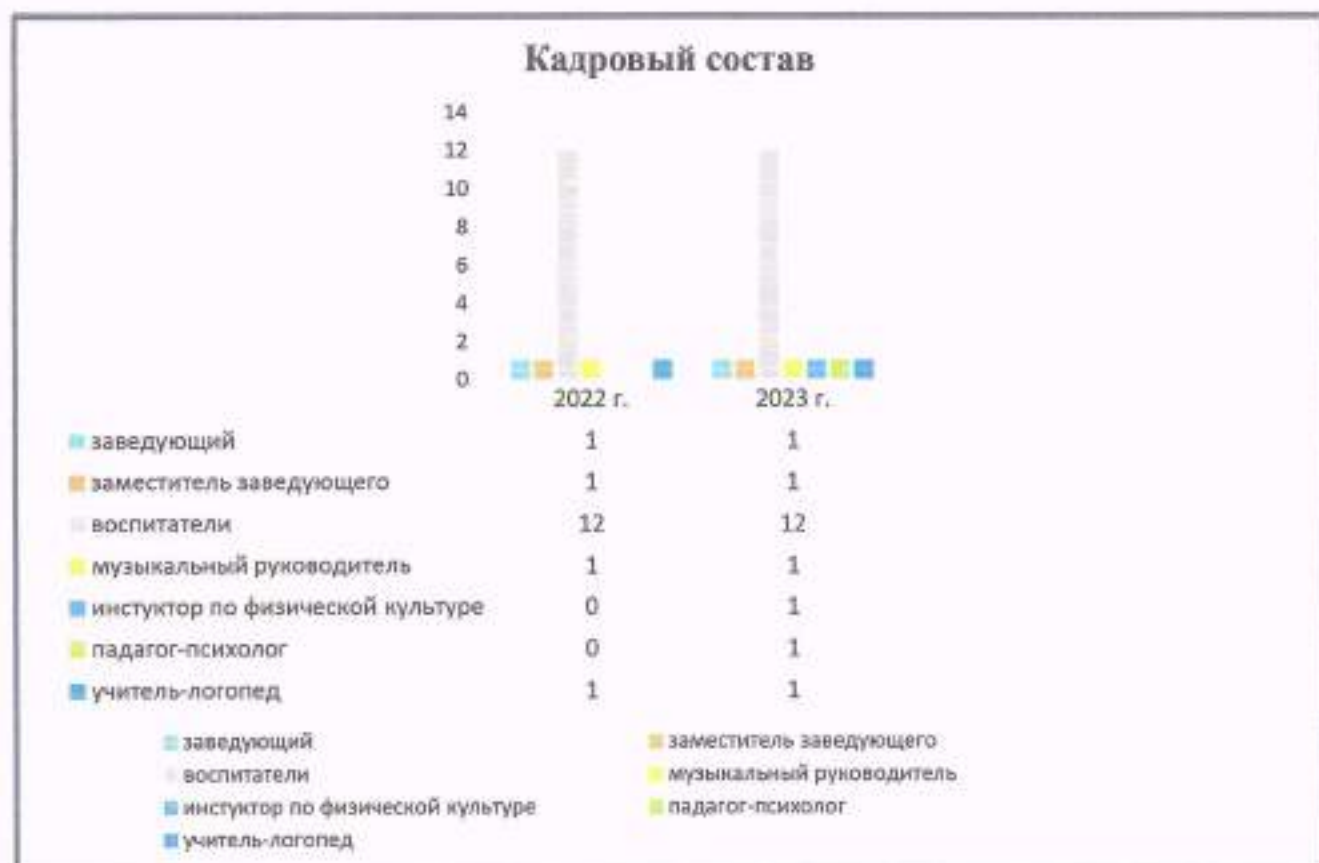 Кадровый состав
14
12
10
8
6
4
2
0
2022 г. 2023 г.
заведующий 1 1
заместитель заведующего 1 1
воспитатели 12 12
музыкальный руководитель 1 1
инстуктор по физической культуре 0 1
падагог-психолог 0 1
учитель-логопед 1 1
заведующий заместитель заведующего
воспитатели музыкальный руководитель
инстуктор по физической культуре падагог-психолог
учитель-логопед